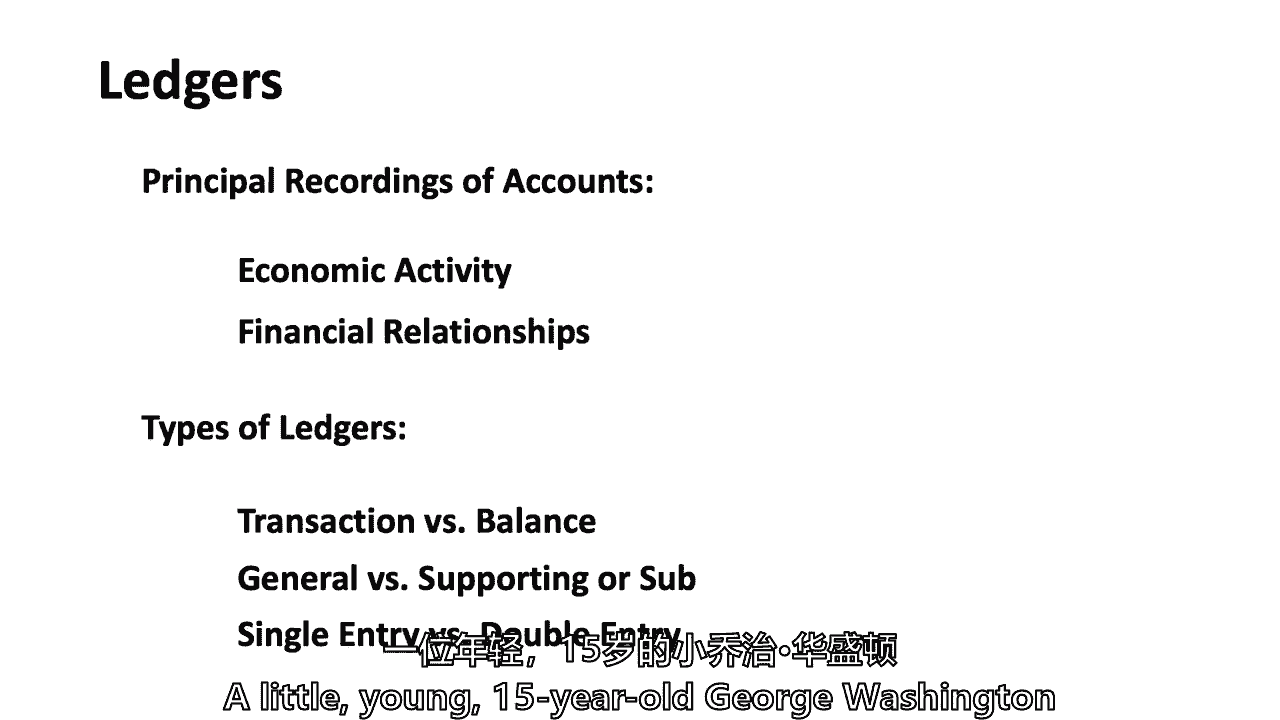 Ledgers
Principal Recordings of Accounts:
Economic Activity
Financial Relationships
Types of Ledgers:
Transaction vs. Balance
General vs. Supporting or Sub
Single Entry vs. Double Entry
一位年轻，15岁的小乔治·华盛顿
A little, young, 15-year-old George Washington